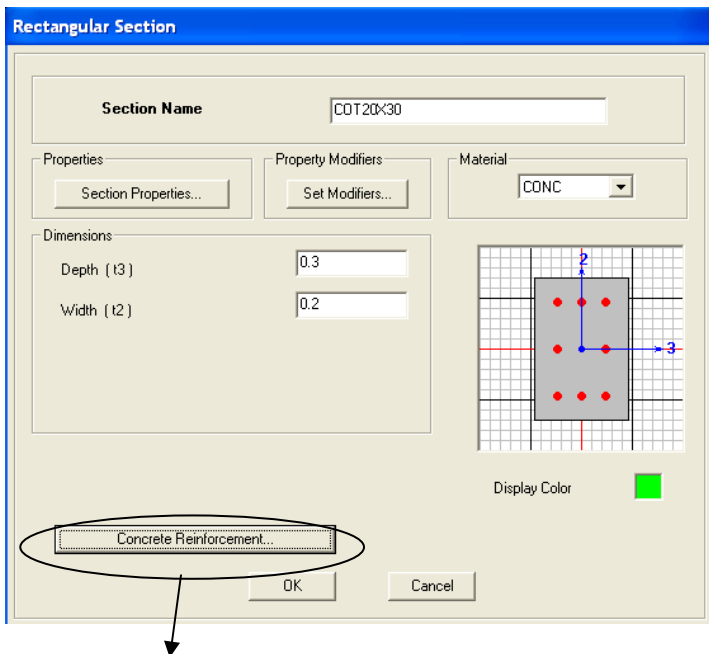 Rectangular Section
Section Name COT20X30
Properties Property Modifiers Material
Section Properties... Set Modifiers... CONC
Dimensions
Depth ( t3 ) 0.3
Width ( t2 ) 0.2
2
3
Display Color
Concrete Reinforcement...
OK Cancel